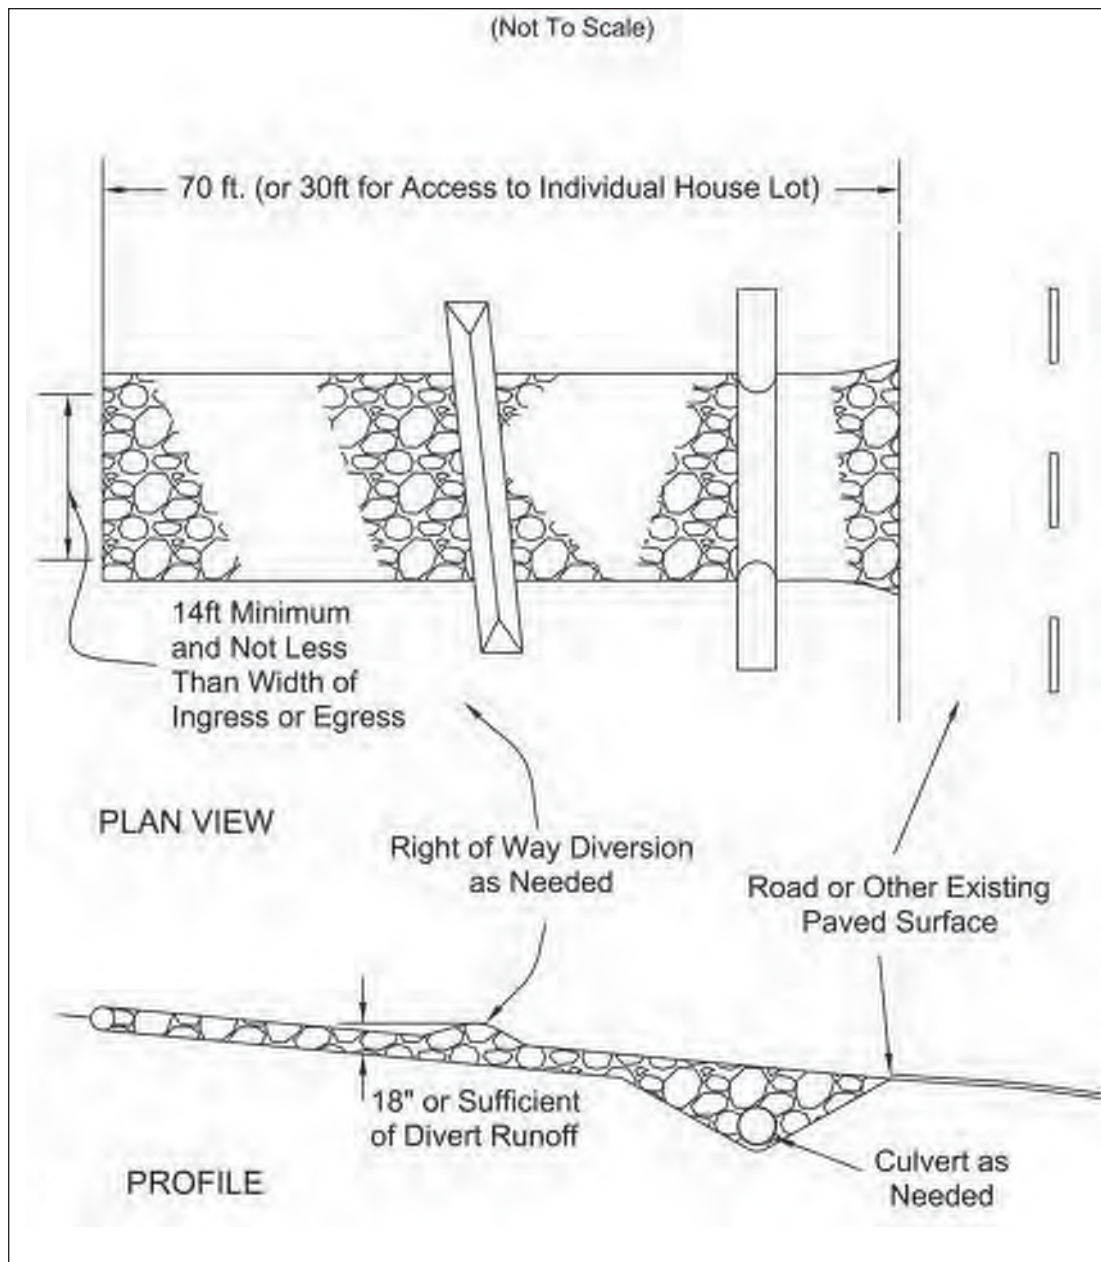 (Not To Scale)
70 ft. (or 30ft for Access to Individual House Lot)
14ft Minimum
and Not Less
Than Width of
Ingress or Egress
PLAN VIEW
Right of Way Diversion
as Needed
Road or Other Existing
Paved Surface
18" or Sufficient
of Divert Runoff
Culvert as
Needed
PROFILE